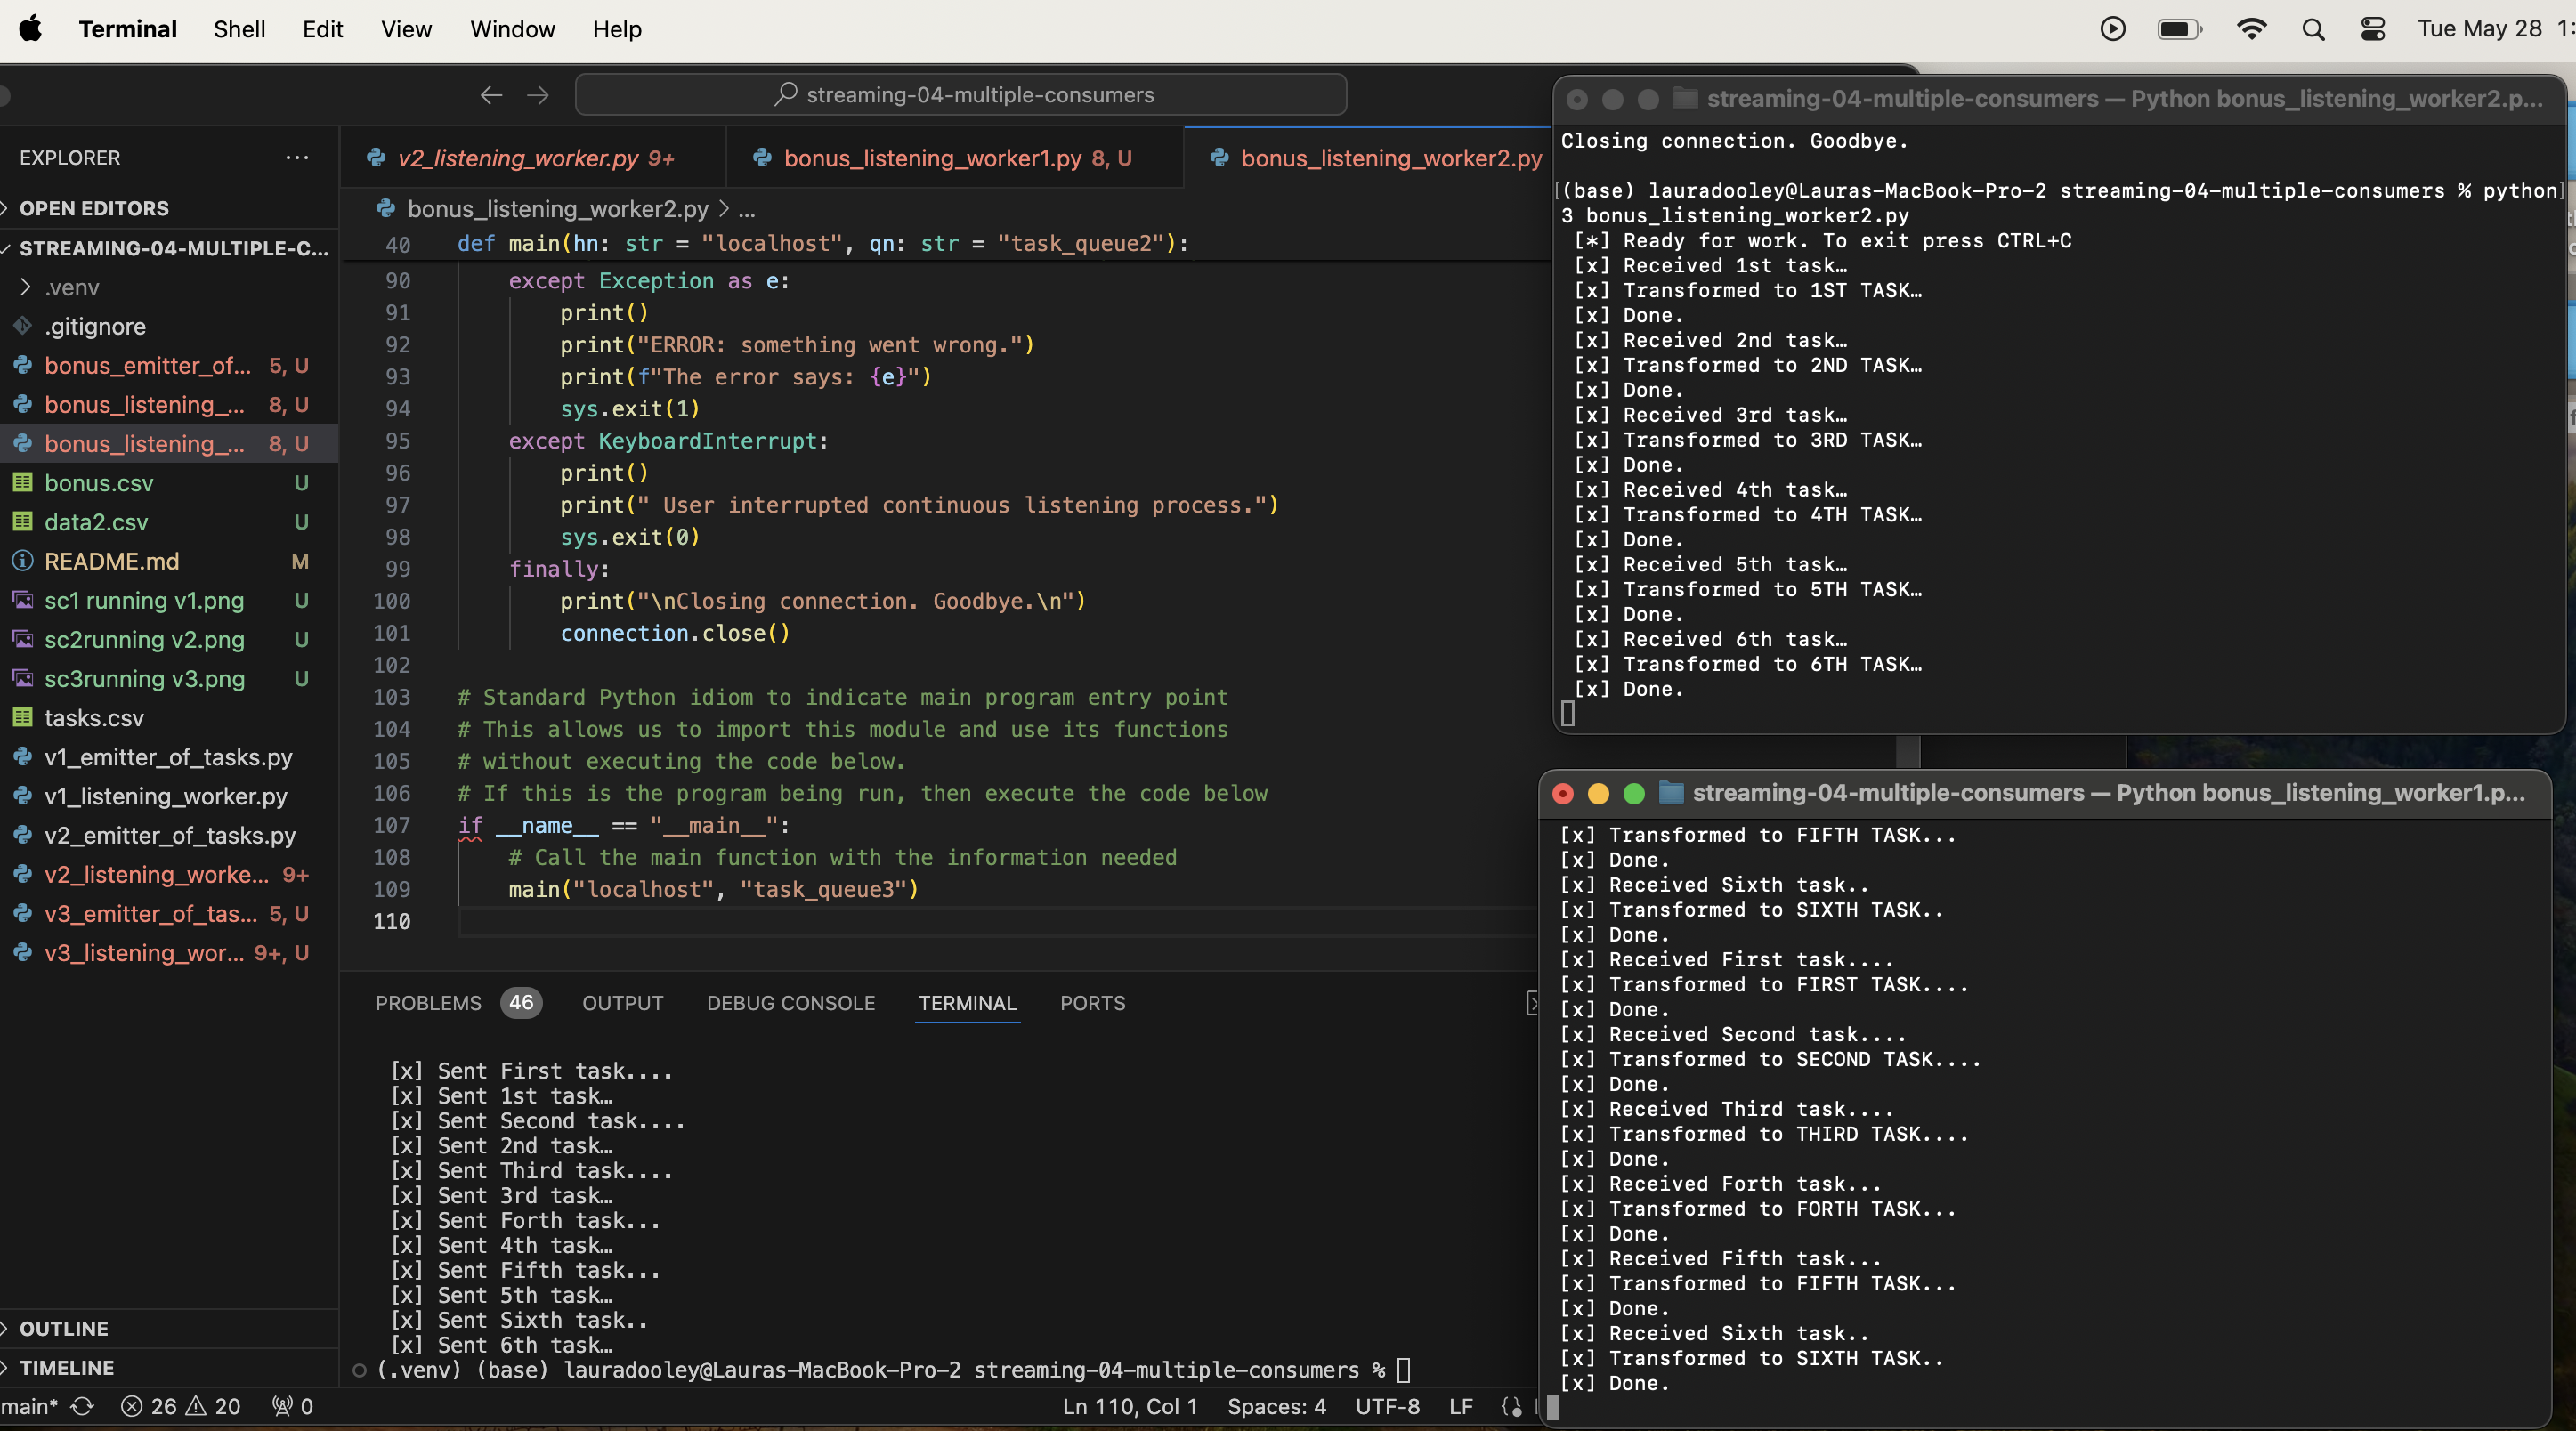 Terminal Shell Edit View Window Help Tue May 28 1:
streaming-04-multiple-consumers
EXPLORER
OPEN EDITORS
STREAMING-04-MULTIPLE-C...
.venv
.gitignore
bonus_emitter_of... 5, U
bonus_listening_... 8, U
bonus_listening_... 8, U
bonus.csv U
data2.csv U
README.md M
sc1 running v1.png U
sc2running v2.png U
sc3running v3.png U
tasks.csv
v1_emitter_of_tasks.py
v1_listening_worker.py
v2_emitter_of_tasks.py
v2_listening_worke... 9+
v3_emitter_of_tas... 5, U
v3_listening_wor... 9+, U
OUTLINE
TIMELINE
v2_listening_worker.py 9+ bonus_listening_worker1.py 8, U bonus_listening_worker2.py
bonus_listening_worker2.py > ...
40 def main(hn: str = "localhost", qn: str = "task_queue2"):
90 except Exception as e:
91 print()
92 print("ERROR: something went wrong.")
93 print(f"The error says: {e}")
94 sys.exit(1)
95 except KeyboardInterrupt:
96 print()
97 print(" User interrupted continuous listening process.")
98 sys.exit(0)
99 finally:
100 print("\nClosing connection. Goodbye.\n")
101 connection.close()
102
103 # Standard Python idiom to indicate main program entry point
104 # This allows us to import this module and use its functions
105 # without executing the code below.
106 # If this is the program being run, then execute the code below
107 if __name__ == "__main__":
108 # Call the main function with the information needed
109 main("localhost", "task_queue3")
110
PROBLEMS 46 OUTPUT DEBUG CONSOLE TERMINAL PORTS
[x] Sent First task....
[x] Sent 1st task…
[x] Sent Second task....
[x] Sent 2nd task…
[x] Sent Third task....
[x] Sent 3rd task…
[x] Sent Forth task...
[x] Sent 4th task…
[x] Sent Fifth task...
[x] Sent 5th task…
[x] Sent Sixth task..
[x] Sent 6th task…
(.venv) (base) lauradooley@Lauras-MacBook-Pro-2 streaming-04-multiple-consumers %
main* 26 20 0 Ln 110, Col 1 Spaces: 4 UTF-8 LF {}
streaming-04-multiple-consumers — Python bonus_listening_worker2.p...
Closing connection. Goodbye.
[(base) lauradooley@Lauras-MacBook-Pro-2 streaming-04-multiple-consumers % python]
3 bonus_listening_worker2.py
[*] Ready for work. To exit press CTRL+C
[x] Received 1st task…
[x] Transformed to 1ST TASK…
[x] Done.
[x] Received 2nd task…
[x] Transformed to 2ND TASK…
[x] Done.
[x] Received 3rd task…
[x] Transformed to 3RD TASK…
[x] Done.
[x] Received 4th task…
[x] Transformed to 4TH TASK…
[x] Done.
[x] Received 5th task…
[x] Transformed to 5TH TASK…
[x] Done.
[x] Received 6th task…
[x] Transformed to 6TH TASK…
[x] Done.
streaming-04-multiple-consumers — Python bonus_listening_worker1.p...
[x] Transformed to FIFTH TASK...
[x] Done.
[x] Received Sixth task..
[x] Transformed to SIXTH TASK..
[x] Done.
[x] Received First task....
[x] Transformed to FIRST TASK....
[x] Done.
[x] Received Second task....
[x] Transformed to SECOND TASK....
[x] Done.
[x] Received Third task....
[x] Transformed to THIRD TASK....
[x] Done.
[x] Received Forth task...
[x] Transformed to FORTH TASK...
[x] Done.
[x] Received Fifth task...
[x] Transformed to FIFTH TASK...
[x] Done.
[x] Received Sixth task..
[x] Transformed to SIXTH TASK..
[x] Done.